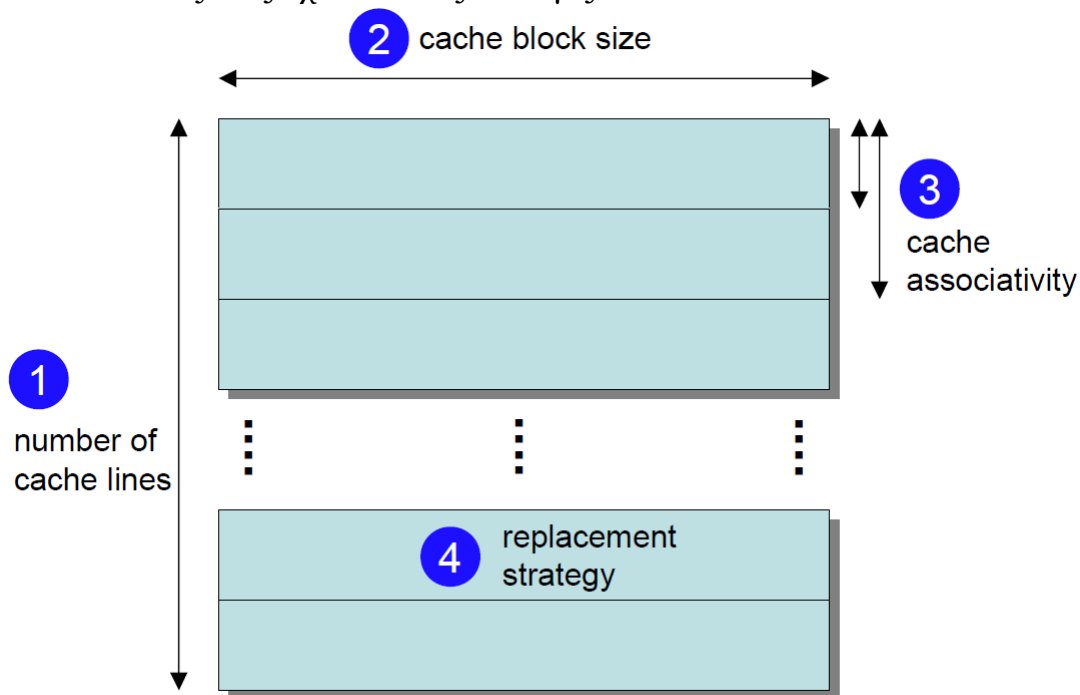 2 cache block size
3
cache
associativity
1
number of
cache lines
4 replacement
strategy